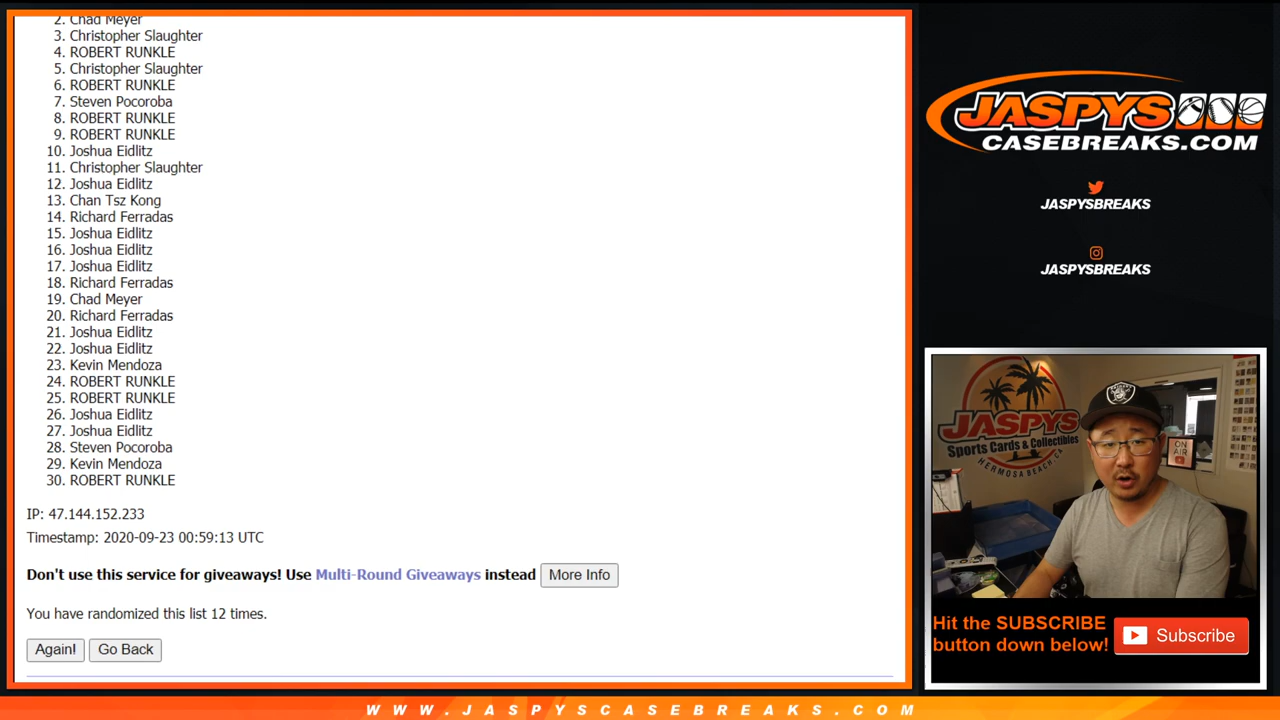 2. Chad Meyer
3. Christopher Slaughter
4. ROBERT RUNKLE
5. Christopher Slaughter
6. ROBERT RUNKLE
7. Steven Pocoroba
8. ROBERT RUNKLE
9. ROBERT RUNKLE
10. Joshua Eidlitz
11. Christopher Slaughter
12. Joshua Eidlitz
13. Chan Tsz Kong
14. Richard Ferradas
15. Joshua Eidlitz
16. Joshua Eidlitz
17. Joshua Eidlitz
18. Richard Ferradas
19. Chad Meyer
20. Richard Ferradas
21. Joshua Eidlitz
22. Joshua Eidlitz
23. Kevin Mendoza
24. ROBERT RUNKLE
25. ROBERT RUNKLE
26. Joshua Eidlitz
27. Joshua Eidlitz
28. Steven Pocoroba
29. Kevin Mendoza
30. ROBERT RUNKLE
IP: 47.144.152.233
Timestamp: 2020-09-23 00:59:13 UTC
Don't use this service for giveaways! Use Multi-Round Giveaways instead More Info
You have randomized this list 12 times.
Again! Go Back
JASPYS
CASEBREAKS.COM
JASPYSBREAKS
JASPYSBREAKS
JASPYS
Sports Cards & Collectibles
HERMOSA BEACH, CA
RAIDERS
ON
AIR
Hit the SUBSCRIBE
button down below!
Subscribe
WWW.JASPYSCASEBREAKS.COM